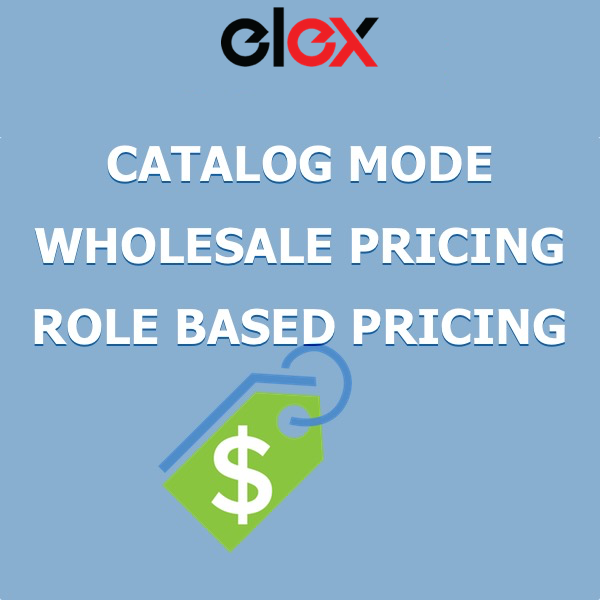 elex
CATALOG MODE
WHOLESALE PRICING
ROLE BASED PRICING
$